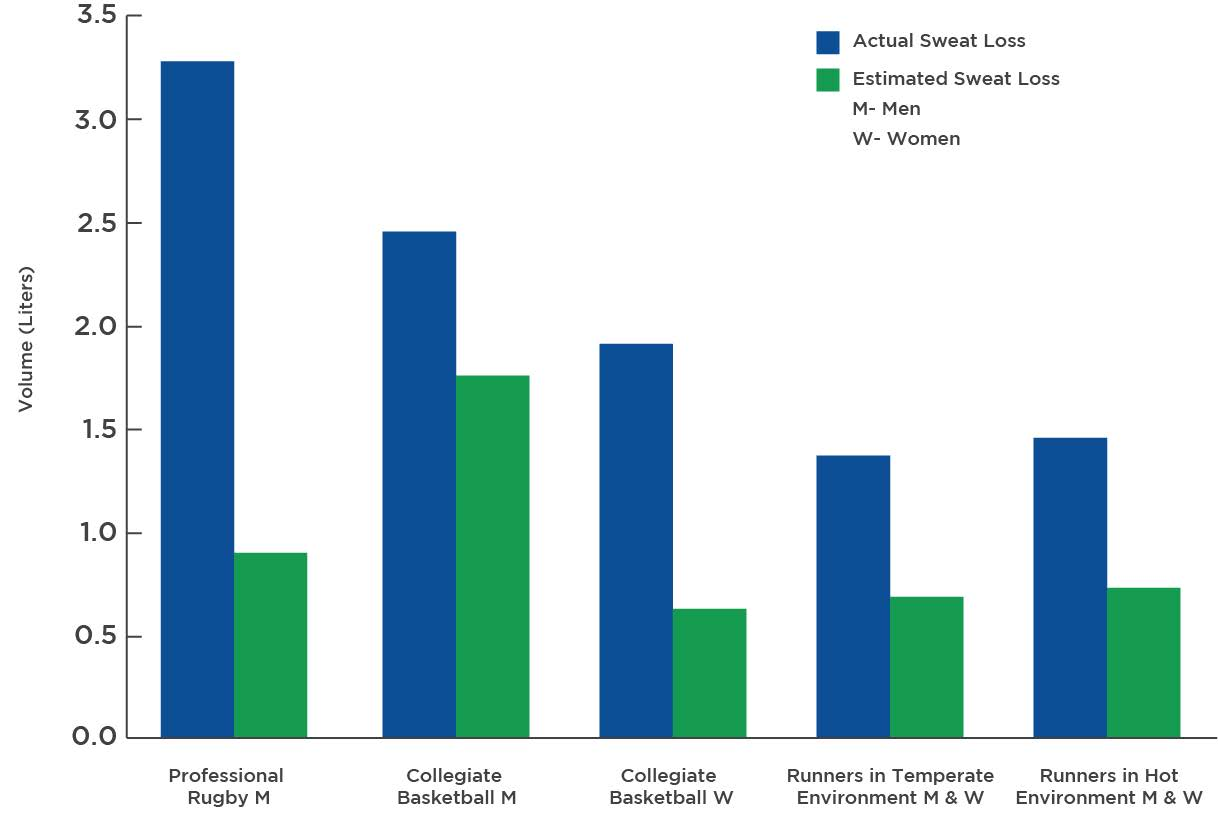 3.5
3.0
2.5
2.0
1.5
1.0
0.5
0.0
Volume (Liters)
Actual Sweat Loss
Estimated Sweat Loss
M- Men
W- Women
Professional
Rugby M
Collegiate
Basketball M
Collegiate
Basketball W
Runners in Temperate
Environment M & W
Runners in Hot
Environment M & W